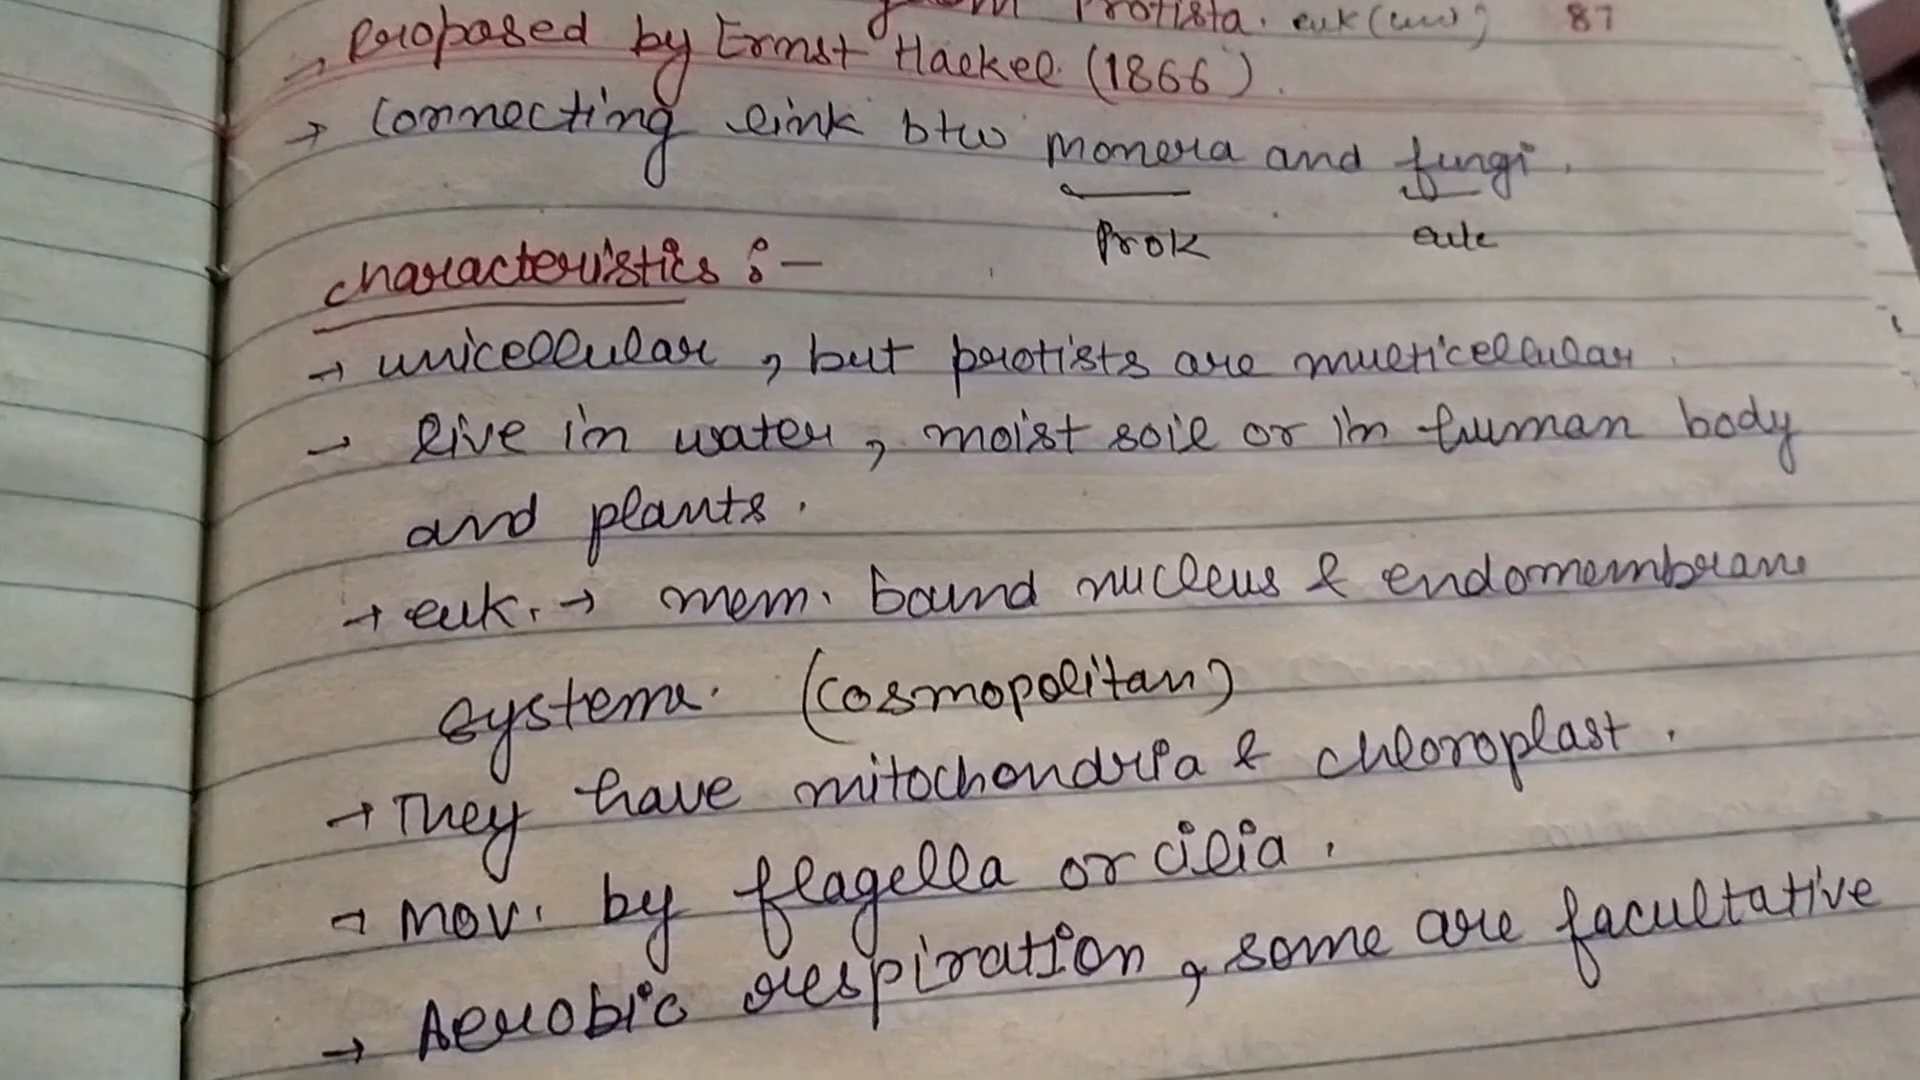 Protista. euk (uni) 87
→ Proposed by Ernst Haekel (1866).
→ Connecting link btw monera and fungi.
Prok euk
characteristics :-
→ unicellular, but protists are multicellular.
→ live in water, moist soil or in human body
and plants.
→ euk. → mem. bound nucleus & endomembrane
systems. (cosmopolitan)
→ They have mitochondria & chloroplast.
→ mov. by flagella or cilia.
→ Aerobic respiration, some are facultative